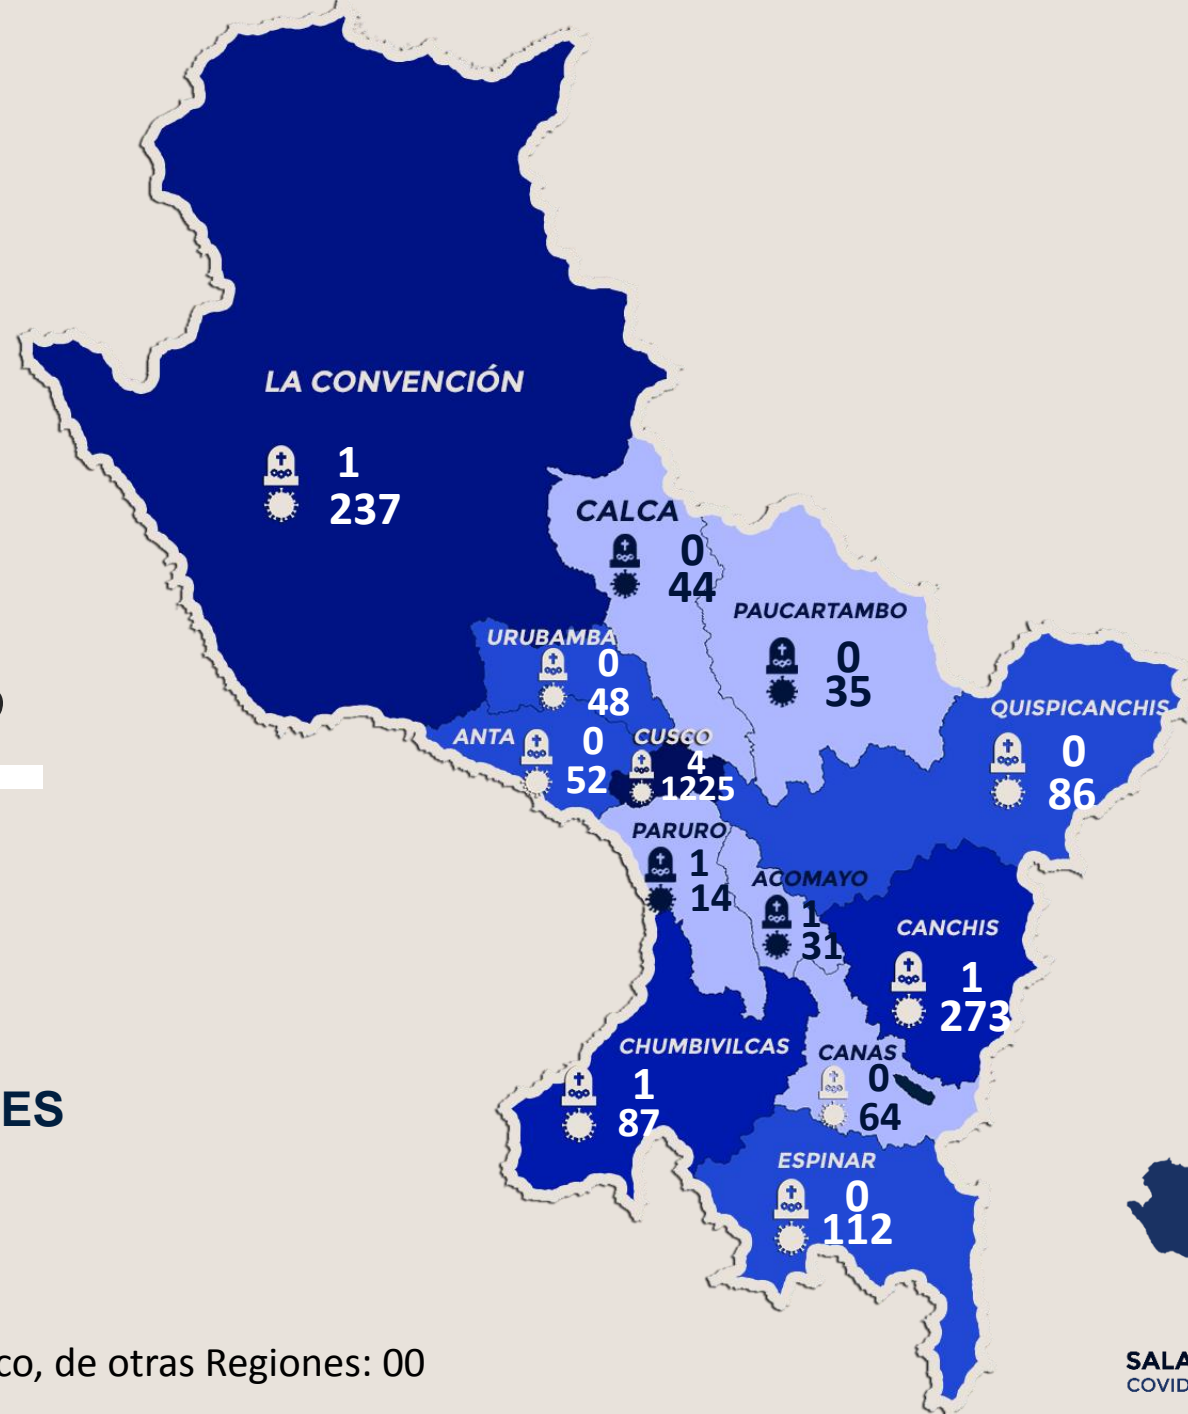 LA CONVENCIÓN
1
237
CALCA
0
44
PAUCARTAMBO
0
35
URUBAMBA
0
48
QUISPICANCHIS
0
86
ANTA
0
52
CUSCO
4
1225
PARURO
1
14
ACOMAYO
1
31
CANCHIS
1
273
CHUMBIVILCAS
1
87
CANAS
0
64
ES
ESPINAR
0
112
co, de otras Regiones: 00
SALA
COVID